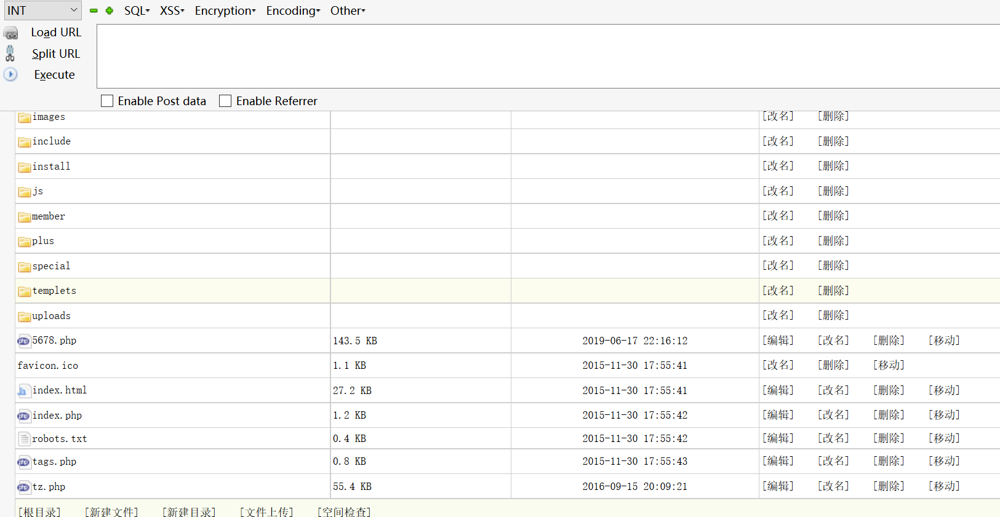 INT SQL XSS Encryption Encoding Other
Load URL
Split URL
Execute
Enable Post data Enable Referrer
images [改名] [删除]
include [改名] [删除]
install [改名] [删除]
js [改名] [删除]
member [改名] [删除]
plus [改名] [删除]
special [改名] [删除]
templets [改名] [删除]
uploads [改名] [删除]
5678.php 143.5 KB 2019-06-17 22:16:12 [编辑] [改名] [删除] [移动]
favicon.ico 1.1 KB 2015-11-30 17:55:41 [改名] [删除] [移动]
index.html 27.2 KB 2015-11-30 17:55:41 [编辑] [改名] [删除] [移动]
index.php 1.2 KB 2015-11-30 17:55:42 [编辑] [改名] [删除] [移动]
robots.txt 0.4 KB 2015-11-30 17:55:42 [编辑] [改名] [删除] [移动]
tags.php 0.8 KB 2015-11-30 17:55:43 [编辑] [改名] [删除] [移动]
tz.php 55.4 KB 2016-09-15 20:09:21 [编辑] [改名] [删除] [移动]
[根目录] [新建文件] [新建目录] [文件上传] [空间检查]